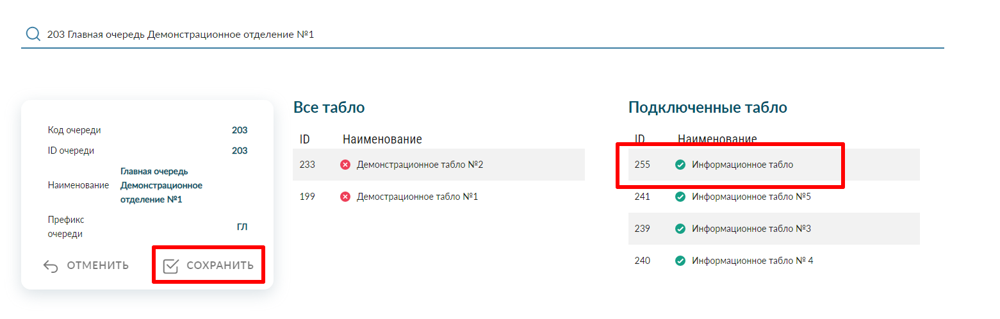 203 Главная очередь Демонстрационное отделение №1
Код очереди 203
ID очереди 203
Наименование Главная очередь
Демонстрационное
отделение №1
Префикс
очереди ГЛ
ОТМЕНИТЬ СОХРАНИТЬ
Все табло
ID Наименование
233 Демонстрационное табло №2
199 Демострационное табло №1
Подключенные табло
ID Наименование
255 Информационное табло
241 Информационное табло №5
239 Информационное табло №3
240 Информационное табло № 4